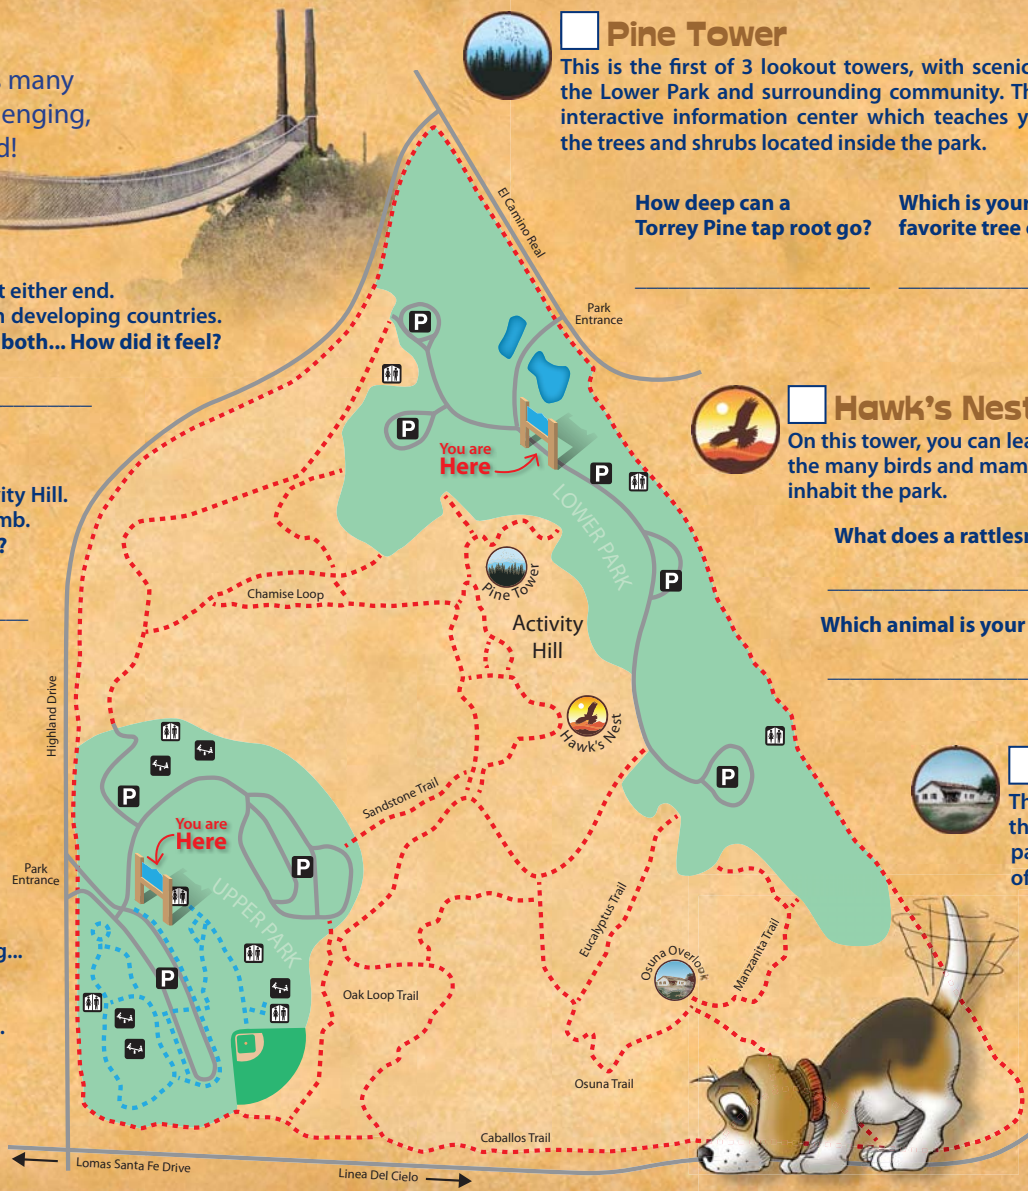 s many
enging,
d!
t either end.
n developing countries.
both... How did it feel?
ity Hill.
mb.
?
g...
.
Pine Tower
This is the first of 3 lookout towers, with scenic
the Lower Park and surrounding community. Th
interactive information center which teaches y
the trees and shrubs located inside the park.
How deep can a
Torrey Pine tap root go?
Which is your
favorite tree
Hawk's Nest
On this tower, you can lea
the many birds and mam
inhabit the park.
What does a rattlesn
Which animal is your
Th
th
pa
of
El Camino Real
Park
Entrance
P
P
You are
Here
P
LOWER PARK
P
Pine Tower
Chamise Loop
Activity
Hill
Highland Drive
Hawk's Nest
P
P
Sandstone Trail
You are
Here
P
Park
Entrance
UPPER PARK
P
Eucalyptus Trail
Osuna Overlook
Manzanita Trail
Oak Loop Trail
Osuna Trail
Caballos Trail
Lomas Santa Fe Drive
Linea Del Cielo